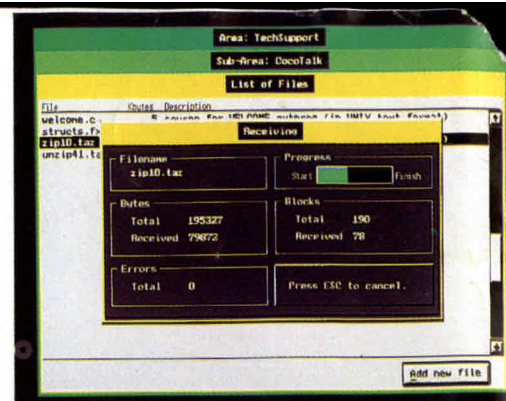 Area: TechSupport
Sub-Area: CocoTalk
List of Files
File Kbytes Description
welcome.c
structs.f
zip10.taz
unzip41.ta
Receiving
Filename
zip10.taz
Progress
Start Finish
Bytes
Total 195327
Received 79872
Blocks
Total 190
Received 78
Errors
Total 0
Press ESC to cancel.
Add new file